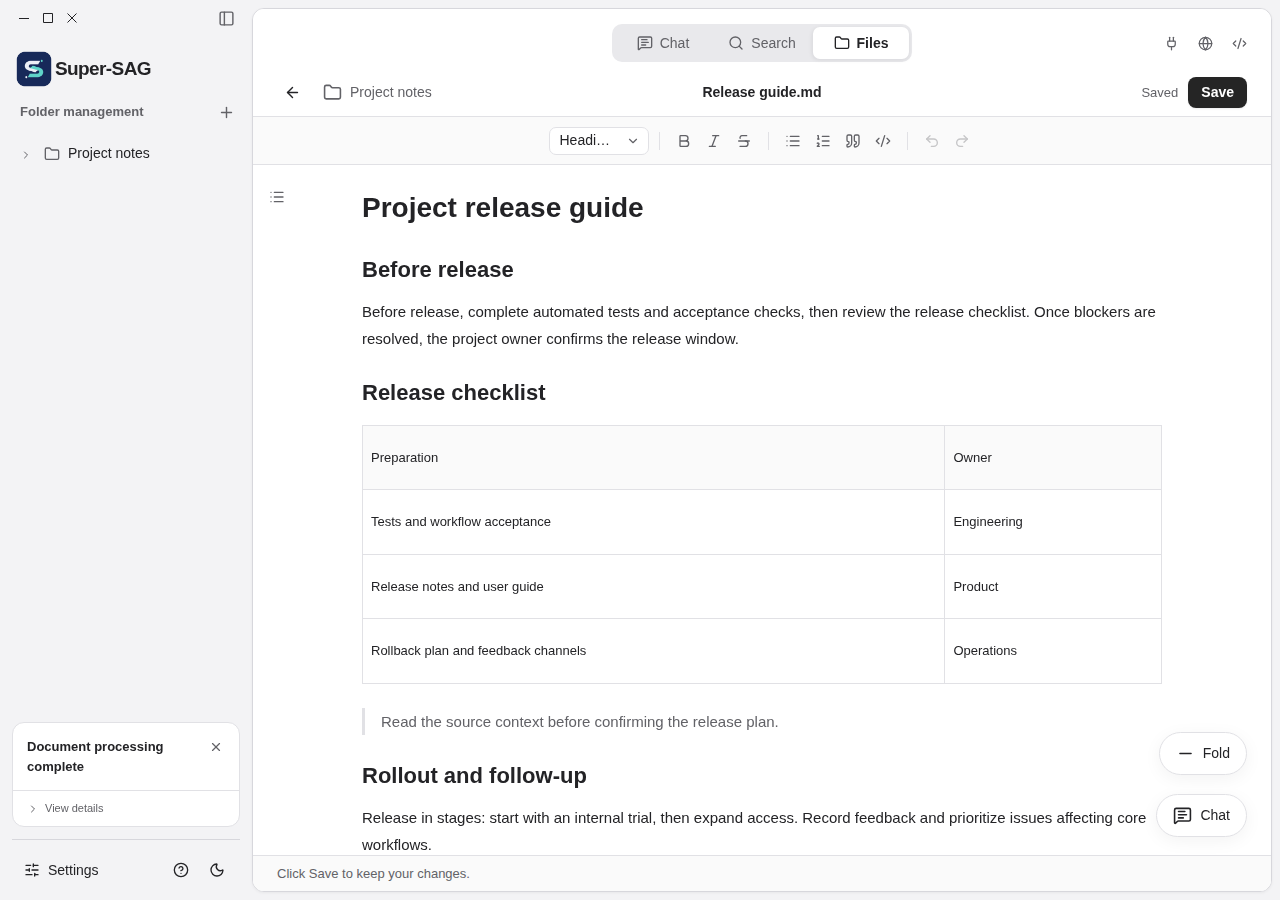 Super-SAG
Folder management
Project notes
Document processing
complete
View details
Settings
Chat
Search
Files
Project notes
Release guide.md
Saved
Save
Headi…
Project release guide
Before release
Before release, complete automated tests and acceptance checks, then review the release checklist. Once blockers are
resolved, the project owner confirms the release window.
Release checklist
Preparation Owner
Tests and workflow acceptance Engineering
Release notes and user guide Product
Rollback plan and feedback channels Operations
Read the source context before confirming the release plan.
Rollout and follow-up
Release in stages: start with an internal trial, then expand access. Record feedback and prioritize issues affecting core
workflows.
Fold
Chat
Click Save to keep your changes.